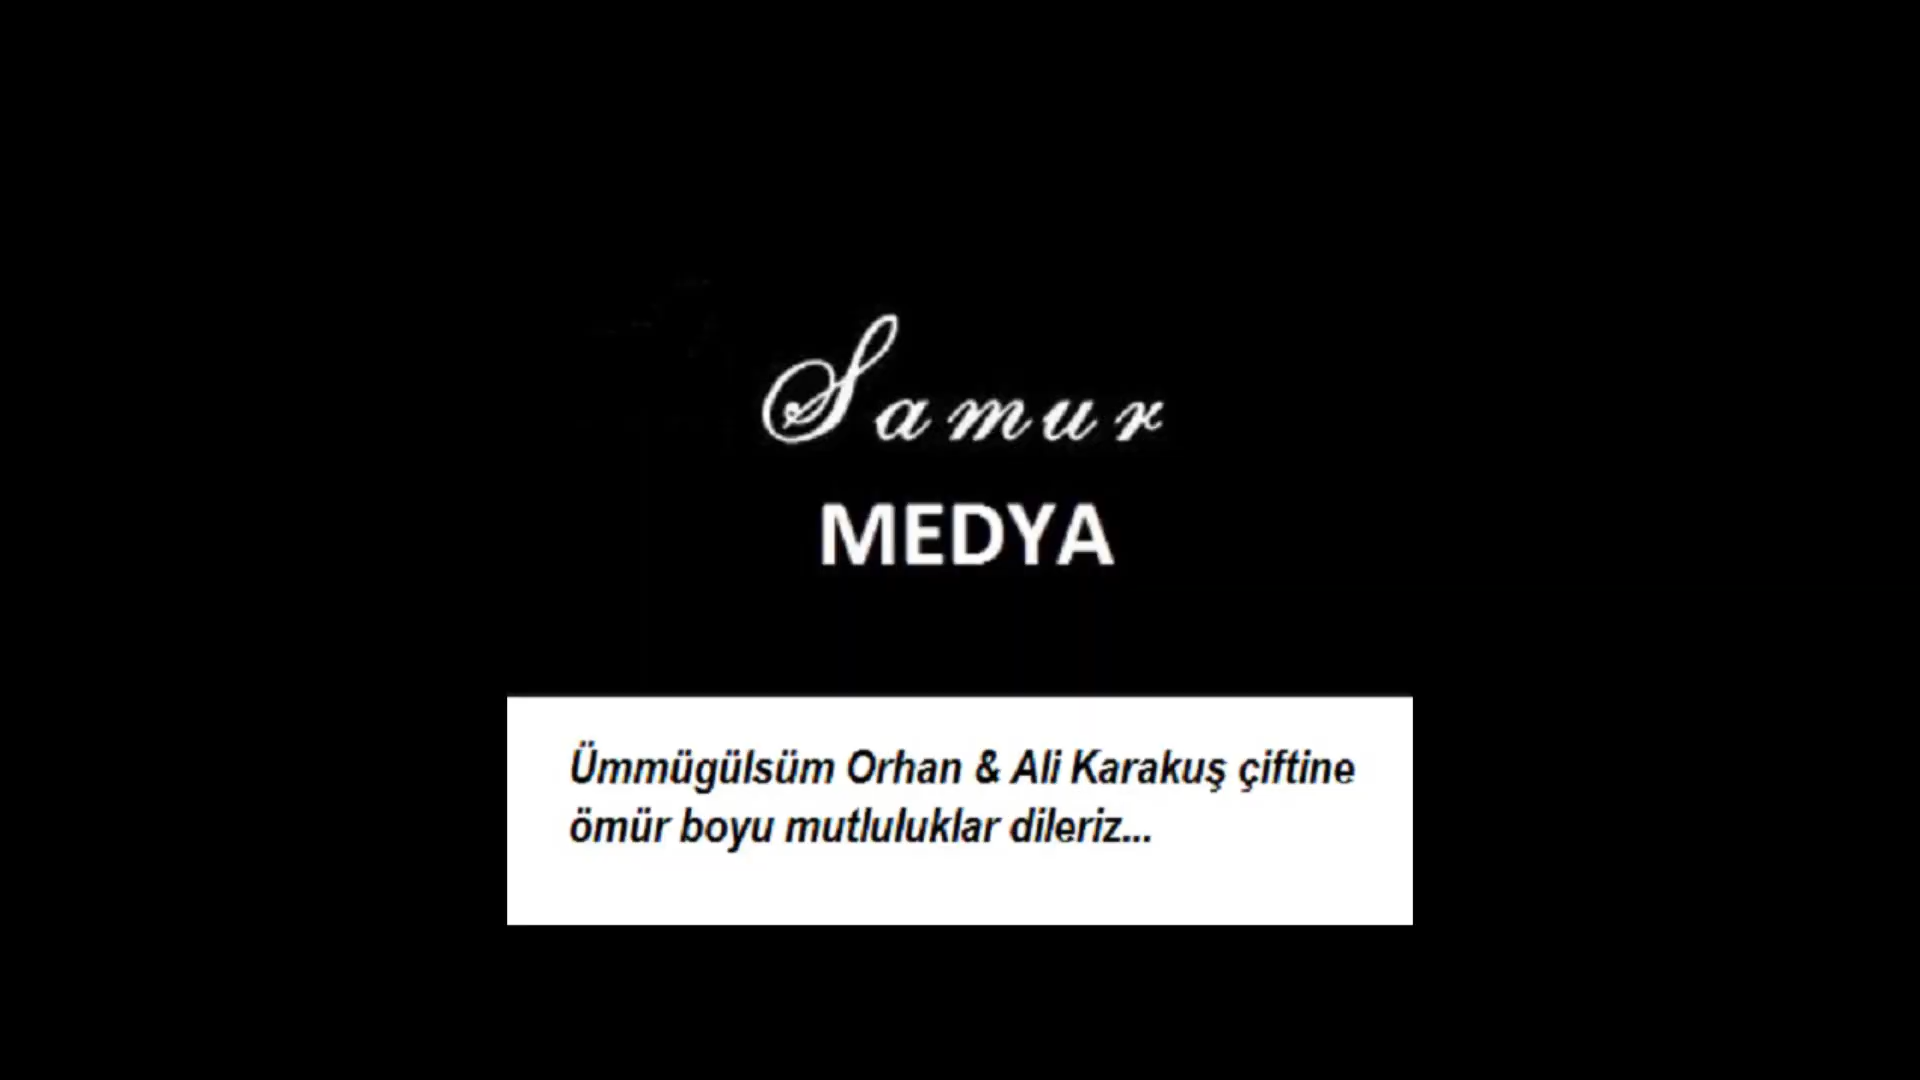 Samur
MEDYA
Ümmügülsüm Orhan & Ali Karakuş çiftine
ömür boyu mutluluklar dileriz...